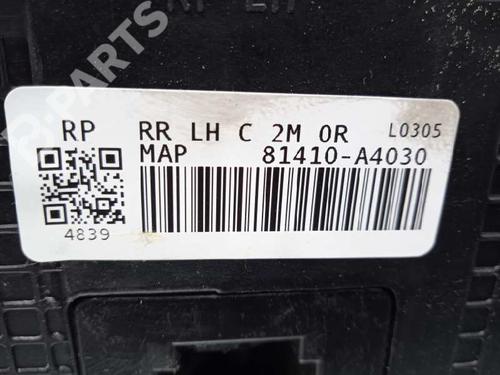 RP RR LH C 2M 0R L0305
MAP 81410-A4030
4839
B-PARTS